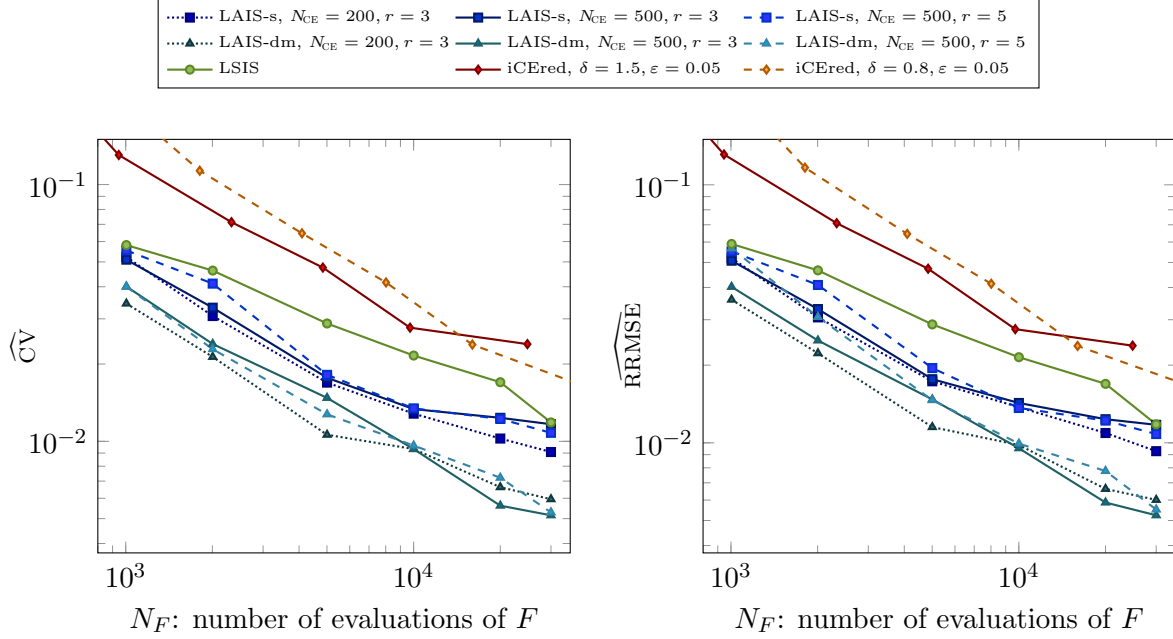 LAIS-s, N_CE = 200, r = 3 LAIS-s, N_CE = 500, r = 3 LAIS-s, N_CE = 500, r = 5
LAIS-dm, N_CE = 200, r = 3 LAIS-dm, N_CE = 500, r = 3 LAIS-dm, N_CE = 500, r = 5
LSIS iCEred, δ = 1.5, ε = 0.05 iCEred, δ = 0.8, ε = 0.05
10^−1
10^−2
ĈV
10^3 10^4
N_F: number of evaluations of F
10^−1
10^−2
\widehat{RRMSE}
10^3 10^4
N_F: number of evaluations of F